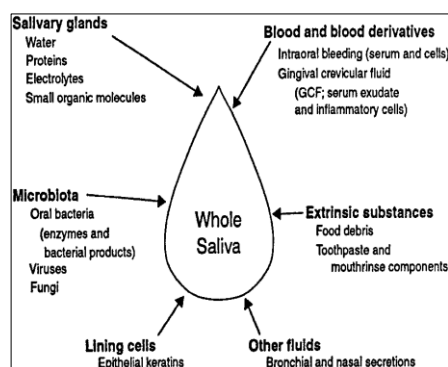 Salivary glands
Water
Proteins
Electrolytes
Small organic molecules
Blood and blood derivatives
Intraoral bleeding (serum and cells)
Gingival crevicular fluid
(GCF; serum exudate
and inflammatory cells)
Microbiota
Oral bacteria
(enzymes and
bacterial products)
Viruses
Fungi
Whole
Saliva
Extrinsic substances
Food debris
Toothpaste and
mouthrinse components
Lining cells
Epithelial keratins
Other fluids
Bronchial and nasal secretions